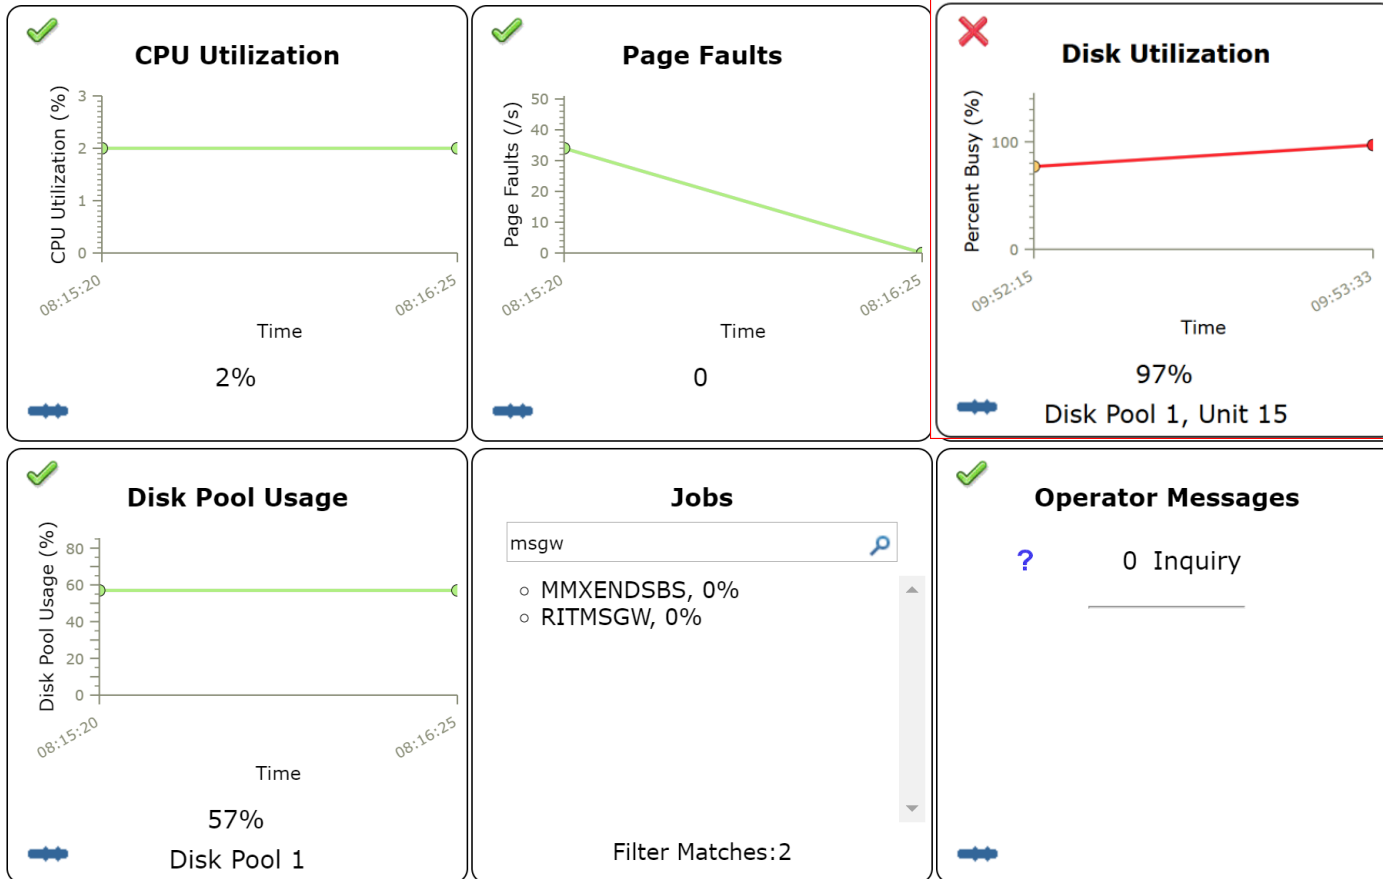 CPU Utilization
CPU Utilization (%)
3
2
1
0
08:15:20
08:16:25
Time
2%
Page Faults
Page Faults (/s)
50
40
30
20
10
0
08:15:20
08:16:25
Time
0
Disk Utilization
Percent Busy (%)
100
0
09:52:15
09:53:33
Time
97%
Disk Pool 1, Unit 15
Disk Pool Usage
Disk Pool Usage (%)
80
60
40
20
0
08:15:20
08:16:25
Time
57%
Disk Pool 1
Jobs
msgw
MMXENDSBS, 0%
RITMSGW, 0%
Filter Matches:2
Operator Messages
? 0 Inquiry